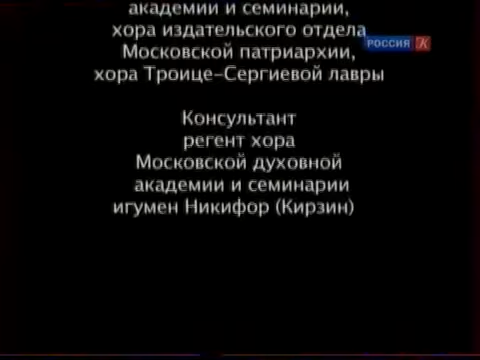 академии и семинарии,
хора издательского отдела
Московской патриархии,
хора Троице-Сергиевой лавры
РОССИЯ К
Консультант
регент хора
Московской духовной
академии и семинарии
игумен Никифор (Кирзин)